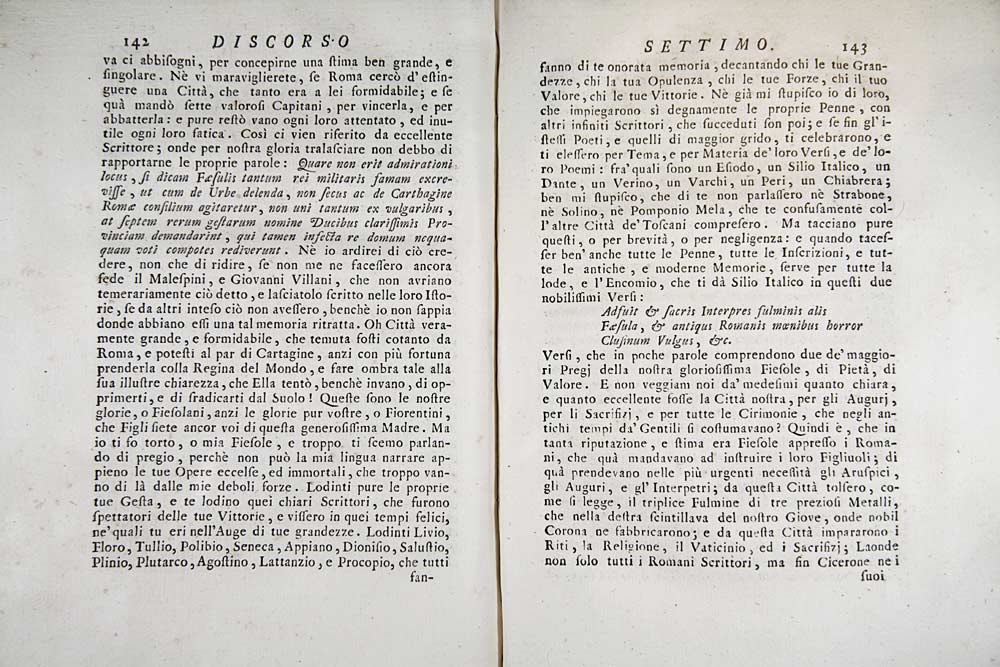 142 DISCORSO
va ci abbiſogni, per concepirne una ſtima ben grande, e
ſingolare. Nè vi maraviglierete, ſe Roma cercò d'eſtin-
guere una Città, che tanto era a lei formidabile; e ſe
quà mandò ſette valoroſi Capitani, per vincerla, e per
abbatterla: e pure reſtò vano ogni loro attentato, ed inu-
tile ogni loro fatica. Così ci vien riferito da eccellente
Scrittore; onde per noſtra gloria tralaſciare non debbo di
rapportarne le proprie parole: Quare non erit admirationi
locus, ſi dicam Fæſulis tantum rei militaris famam excre-
viſſe, ut cum de Urbe delenda, non ſecus ac de Carthagine
Romæ conſilium agitaretur, non uni tantum ex vulgaribus,
at ſeptem rerum geſtarum nomine Ducibus clariſſimis Pro-
vinciam demandarint, qui tamen infecta re domum nequa-
quam voti compotes rediverunt. Nè io ardirei di ciò cre-
dere, non che di ridire, ſe non me ne faceſſero ancora
fede il Maleſpini, e Giovanni Villani, che non avriano
temerariamente ciò detto, e laſciatolo ſcritto nelle loro Iſto-
rie, ſe da altri inteſo ciò non aveſſero, benchè io non ſappia
donde abbiano eſſi una tal memoria ritratta. Oh Città vera-
mente grande, e formidabile, che temuta foſti cotanto da
Roma, e poteſti al par di Cartagine, anzi con più fortuna
prenderla colla Regina del Mondo, e fare ombra tale alla
ſua illuſtre chiarezza, che Ella tentò, benchè invano, di op-
primerti, e di ſradicarti dal Suolo! Queſte ſono le noſtre
glorie, o Fieſolani, anzi le glorie pur voſtre, o Fiorentini,
che Figli ſiete ancor voi di queſta generoſiſſima Madre. Ma
io ti fo torto, o mia Fieſole, e troppo ti ſcemo parlan-
do di pregio, perchè non può la mia lingua narrare ap-
pieno le tue Opere eccelſe, ed immortali, che troppo van-
no di là dalle mie deboli forze. Lodinti pure le proprie
tue Geſta, e te lodino quei chiari Scrittori, che furono
ſpettatori delle tue Vittorie, e viſſero in quei tempi felici,
ne'quali tu eri nell'Auge di tue grandezze. Lodinti Livio,
Floro, Tullio, Polibio, Seneca, Appiano, Dioniſio, Saluſtio,
Plinio, Plutarco, Agoſtino, Lattanzio, e Procopio, che tutti
fan-
SETTIMO. 143
fanno di te onorata memoria, decantando chi le tue Gran-
dezze, chi la tua Opulenza, chi le tue Forze, chi il tuo
Valore, chi le tue Vittorie. Nè già mi ſtupiſco io di loro,
che impiegarono sì degnamente le proprie Penne, con
altri infiniti Scrittori, che ſucceduti ſon poi; e ſe fin gl'i-
ſteſſi Poeti, e quelli di maggior grido, ti celebrarono, e
ti eleſſero per Tema, e per Materia de' loro Verſi, e de' lo-
ro Poemi: fra'quali ſono un Eſiodo, un Silio Italico, un
Dante, un Verino, un Varchi, un Peri, un Chiabrera;
ben mi ſtupiſco, che di te non parlaſſero nè Strabone,
nè Solino, nè Pomponio Mela, che te confuſamente col-
l'altre Città de'Toſcani compreſero. Ma tacciano pure
queſti, o per brevità, o per negligenza: e quando taceſ-
ſer ben'anche tutte le Penne, tutte le Inſcrizioni, e tut-
te le antiche, e moderne Memorie, ſerve per tutte la
lode, e l'Encomio, che ti dà Silio Italico in queſti due
nobiliſſimi Verſi:
Adfuit & ſacris Interpres fulminis alis
Fæſula, & antiqus Romanis mœnibus horror
Cluſinum Vulgus, &c.
Verſi, che in poche parole comprendono due de'maggio-
ri Pregj della noſtra glorioſiſſima Fieſole, di Pietà, di
Valore. E non veggiam noi da'medeſimi quanto chiara,
e quanto eccellente foſſe la Città noſtra, per gli Augurj,
per li Sacrifizj, e per tutte le Cirimonie, che negli an-
tichi tempi da'Gentili ſi coſtumavano? Quindi è, che in
tanta riputazione, e ſtima era Fieſole appreſſo i Roma-
ni, che quà mandavano ad inſtruire i loro Figliuoli; di
quà prendevano nelle più urgenti neceſſità gli Aruſpici,
gli Auguri, e gl'Interpetri; da queſta Città tolſero, co-
me ſi legge, il triplice Fulmine di tre prezioſi Metalli,
che nella deſtra ſcintillava del noſtro Giove, onde nobil
Corona ne fabbricarono; e da queſta Città impararono i
Riti, la Religione, il Vaticinio, ed i Sacrifizj; Laonde
non ſolo tutti i Romani Scrittori, ma fin Cicerone nei
ſuoi